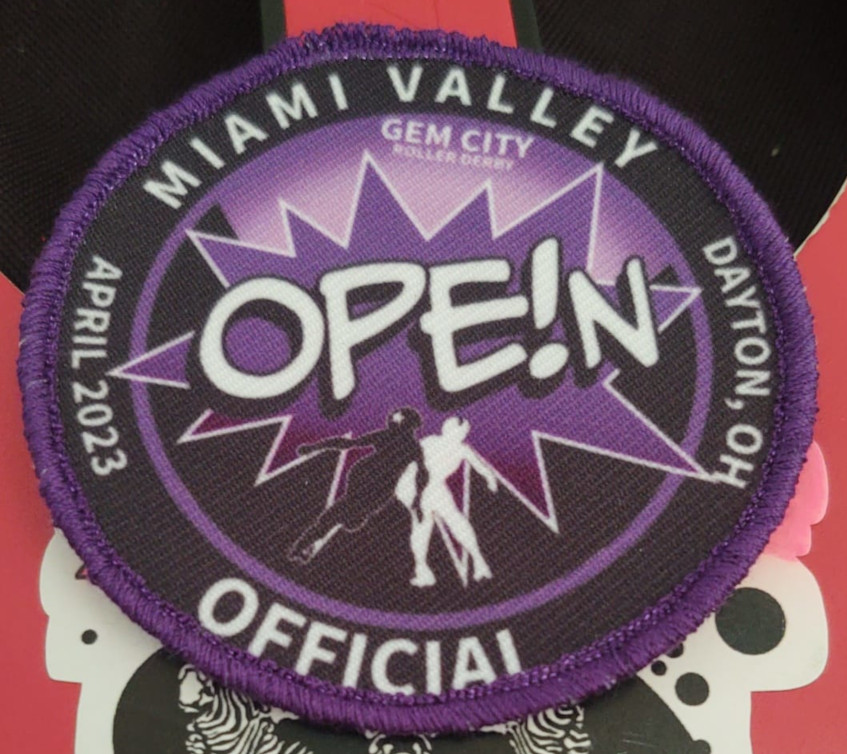 MIAMI VALLEY
GEM CITY
ROLLER DERBY
OPE!N
APRIL 2023
DAYTON, OH
OFFICIAL